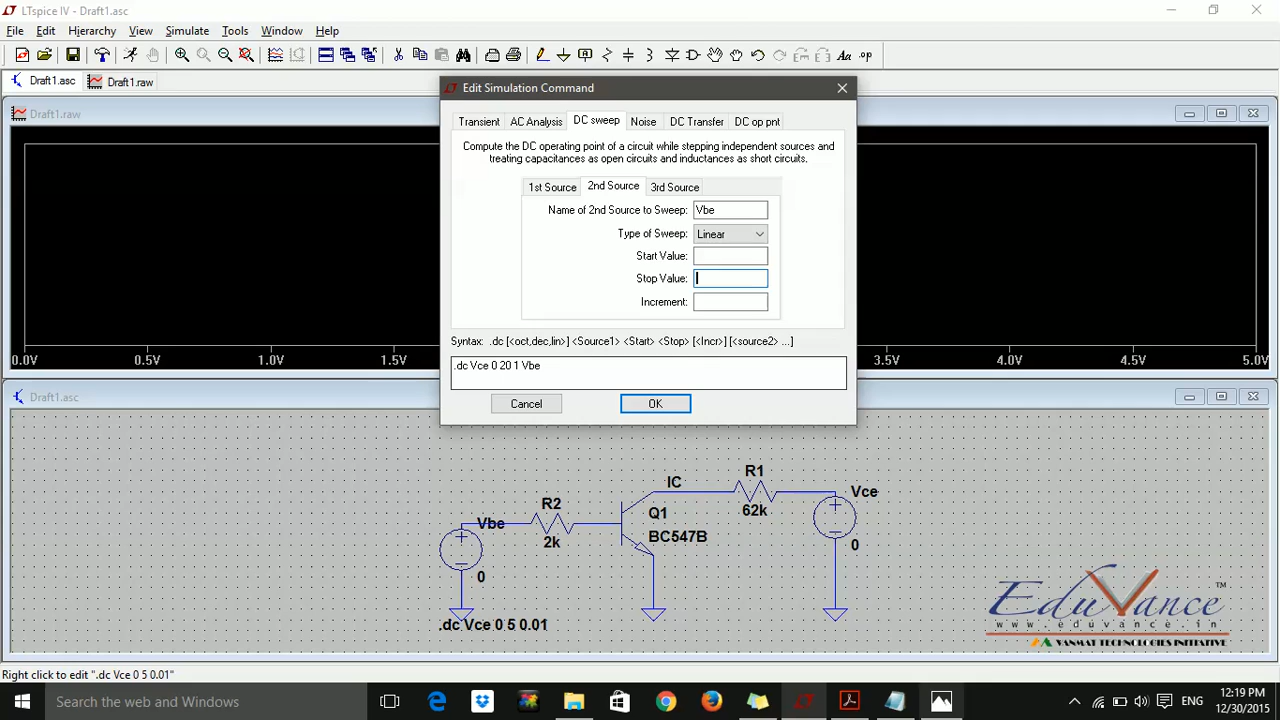 LTspice IV - Draft1.asc
File Edit Hierarchy View Simulate Tools Window Help
Draft1.asc Draft1.raw
Draft1.raw
Edit Simulation Command
Transient AC Analysis DC sweep Noise DC Transfer DC op pnt
Compute the DC operating point of a circuit while stepping independent sources and
treating capacitances as open circuits and inductances as short circuits.
1st Source 2nd Source 3rd Source
Name of 2nd Source to Sweep: Vbe
Type of Sweep: Linear
Start Value:
Stop Value:
Increment:
Syntax: .dc [<oct,dec,lin>] <Source1> <Start> <Stop> [<Incr>] [<source2> ...]
.dc Vce 0 20 1 Vbe
Cancel OK
0.0V 0.5V 1.0V 1.5V 3.5V 4.0V 4.5V 5.0V
Draft1.asc
IC R1 Vce
62k
R2 Q1
Vbe BC547B
2k 0
0
.dc Vce 0 5 0.01
EduVance ™
www.eduvance.in
VANMAT TECHNOLOGIES INITIATIVE
Right click to edit ".dc Vce 0 5 0.01"
Search the web and Windows
ENG 12:19 PM
12/30/2015